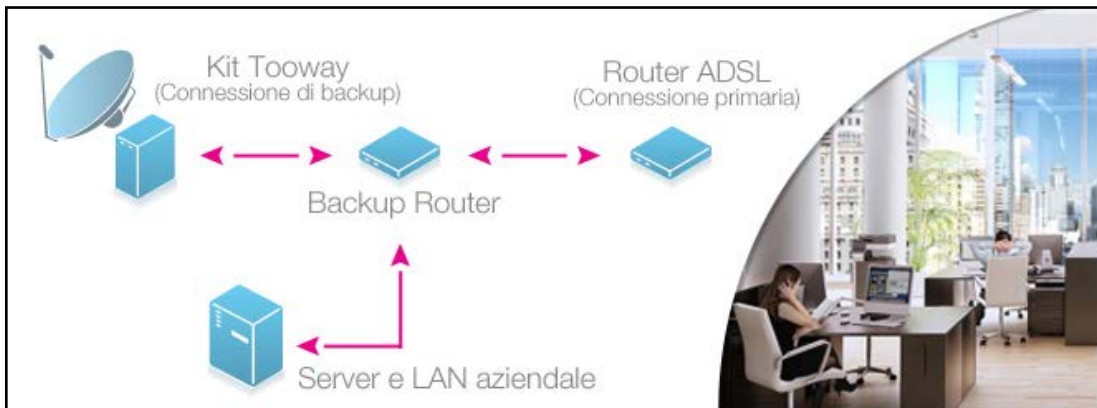 Kit Tooway
(Connessione di backup)
Router ADSL
(Connessione primaria)
Backup Router
Server e LAN aziendale